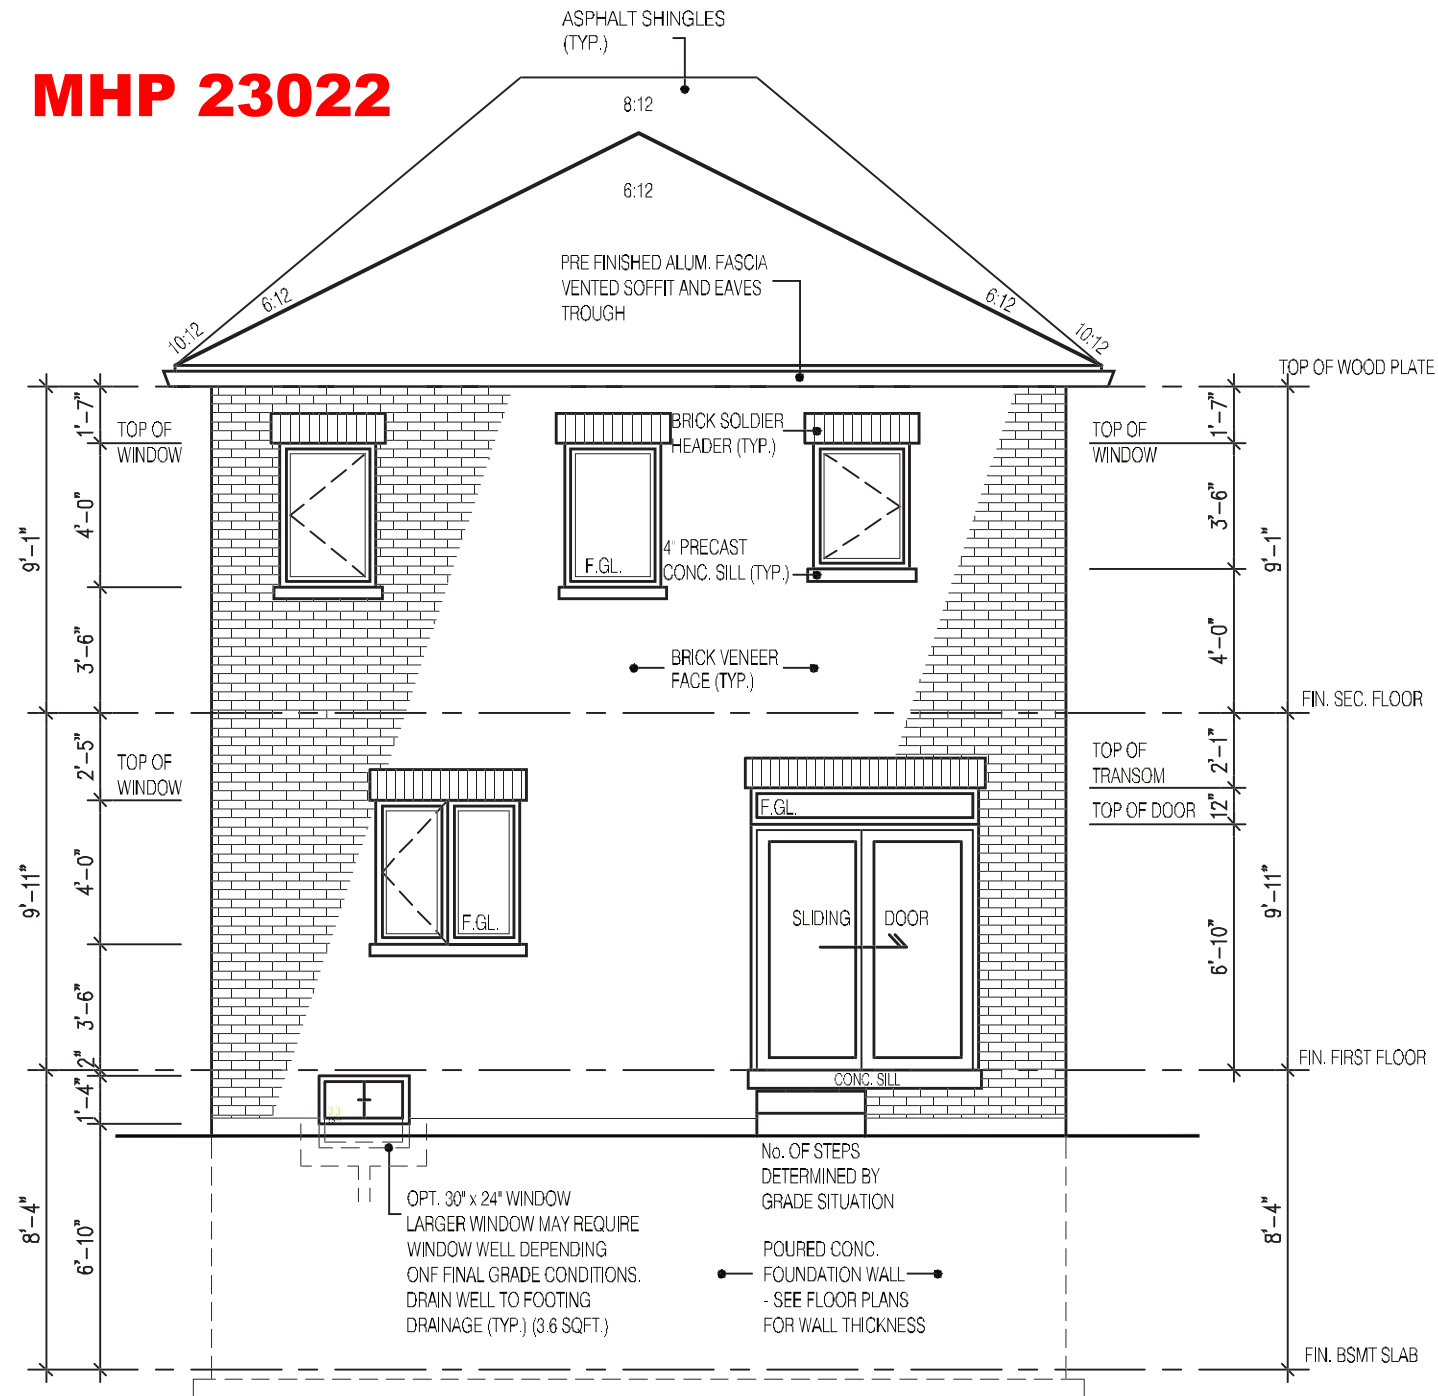 ASPHALT SHINGLES
(TYP.)
MHP 23022
8:12
6:12
PRE FINISHED ALUM. FASCIA
VENTED SOFFIT AND EAVES
TROUGH
6:12
6:12
10:12
10:12
TOP OF WOOD PLATE
1'-7"
1'-7"
TOP OF
WINDOW
BRICK SOLDIER
HEADER (TYP.)
TOP OF
WINDOW
4'-0"
3'-6"
9'-1"
9'-1"
4" PRECAST
CONC. SILL (TYP.)
F.GL.
3'-6"
4'-0"
BRICK VENEER
FACE (TYP.)
FIN. SEC. FLOOR
2'-5"
TOP OF
WINDOW
TOP OF
TRANSOM
2'-1"
F.GL.
TOP OF DOOR
12"
4'-0"
9'-11"
9'-11"
F.GL.
SLIDING DOOR
6'-10"
3'-6"
2"
FIN. FIRST FLOOR
CONC. SILL
1'-4"
No. OF STEPS
DETERMINED BY
GRADE SITUATION
OPT. 30" x 24" WINDOW
LARGER WINDOW MAY REQUIRE
WINDOW WELL DEPENDING
ONF FINAL GRADE CONDITIONS.
DRAIN WELL TO FOOTING
DRAINAGE (TYP.) (3.6 SQFT.)
8'-4"
6'-10"
8'-4"
POURED CONC.
FOUNDATION WALL
- SEE FLOOR PLANS
FOR WALL THICKNESS
FIN. BSMT SLAB